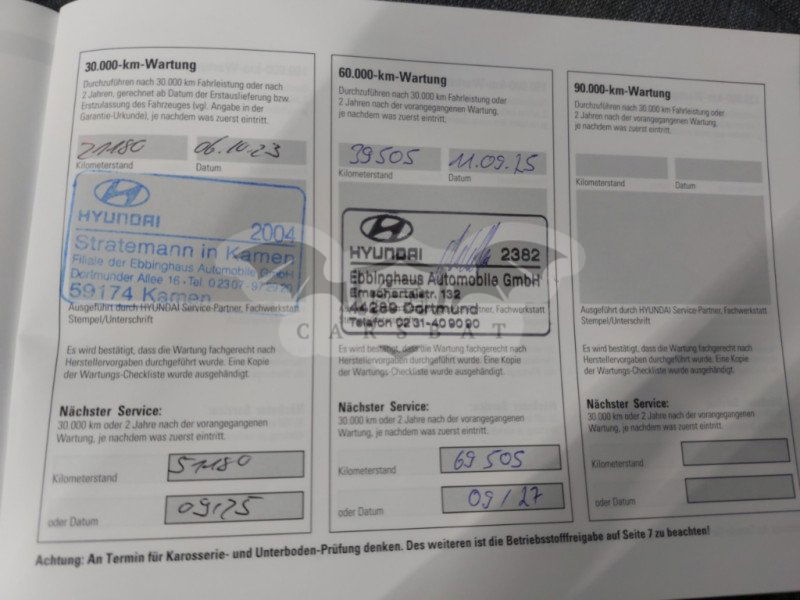 30.000-km-Wartung
Durchzuführen nach 30.000 km Fahrleistung oder nach
2 Jahren, gerechnet ab Datum der Erstauslieferung bzw.
Erstzulassung des Fahrzeuges (vgl. Angabe in der
Garantie-Urkunde), je nachdem was zuerst eintritt.
21180 06.10.23
Kilometerstand Datum
HYUNDAI
2004
Stratemann in Kamen
Filiale der Ebbinghaus Automobile GmbH
Dortmunder Allee 16 · Tel. 0 23 07 -
59174 Kamen
Ausgeführt durch HYUNDAI Service-Partner, Fachwerkstatt
Stempel/Unterschrift
Es wird bestätigt, dass die Wartung fachgerecht nach
Herstellervorgaben durchgeführt wurde. Eine Kopie
der Wartungs-Checkliste wurde ausgehändigt.
Nächster Service:
30.000 km oder 2 Jahre nach der vorangegangenen
Wartung, je nachdem was zuerst eintritt.
Kilometerstand 51180
oder Datum 09/25
60.000-km-Wartung
Durchzuführen nach 30.000 km Fahrleistung oder
2 Jahre nach der vorangegangenen Wartung,
je nachdem was zuerst eintritt.
39505 11.09.25
Kilometerstand Datum
HYUNDAI 2382
Ebbinghaus Automobile GmbH
Emschertalstr. 132
44289 Dortmund
Telefon 0231-40 90 90
Partner, Fachwerkstatt
CARSBAT
Es wird bestätigt, dass die Wartung fachgerecht nach
Herstellervorgaben durchgeführt wurde. Eine Kopie
der Wartungs-Checkliste wurde ausgehändigt.
Nächster Service:
30.000 km oder 2 Jahre nach der vorangegangenen
Wartung, je nachdem was zuerst eintritt.
Kilometerstand 69 505
oder Datum 09/27
90.000-km-Wartung
Durchzuführen nach 30.000 km Fahrleistung oder
2 Jahre nach der vorangegangenen Wartung,
je nachdem was zuerst eintritt.
Kilometerstand Datum
Ausgeführt durch HYUNDAI Service-Partner, Fachwerkstatt
Stempel/Unterschrift
Es wird bestätigt, dass die Wartung fachgerecht nach
Herstellervorgaben durchgeführt wurde. Eine Kopie
der Wartungs-Checkliste wurde ausgehändigt.
Nächster Service:
30.000 km oder 2 Jahre nach der vorangegangenen
Wartung, je nachdem was zuerst eintritt.
Kilometerstand
oder Datum
Achtung: An Termin für Karosserie- und Unterboden-Prüfung denken. Des weiteren ist die Betriebsstofffreigabe auf Seite 7 zu beachten!